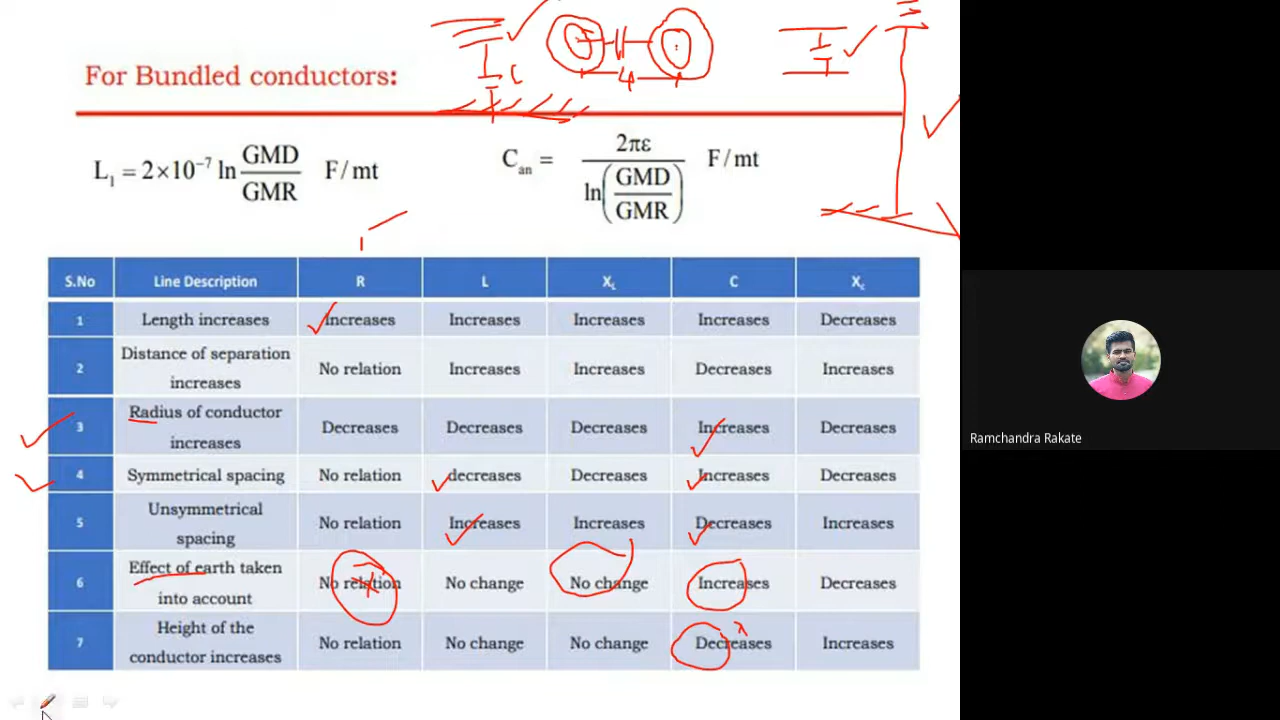 For Bundled conductors:
L₁ = 2×10⁻⁷ ln GMD/GMR F/mt
C_an = 2πε / ln(GMD/GMR) F/mt
S.No Line Description R L X_L C X_C
1 Length increases Increases Increases Increases Increases Decreases
2 Distance of separation increases No relation Increases Increases Decreases Increases
3 Radius of conductor increases Decreases Decreases Decreases Increases Decreases
4 Symmetrical spacing No relation decreases Decreases Increases Decreases
5 Unsymmetrical spacing No relation Increases Increases Decreases Increases
6 Effect of earth taken into account No relation No change No change Increases Decreases
7 Height of the conductor increases No relation No change No change Decreases Increases
Ramchandra Rakate